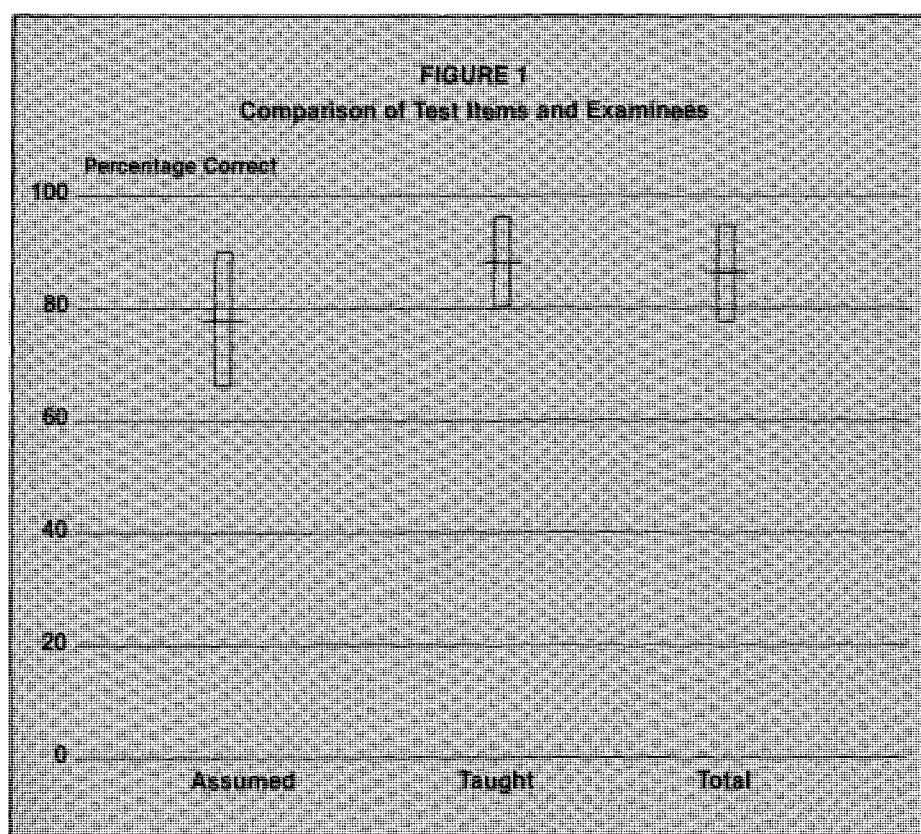 FIGURE 1
Comparison of Test Items and Examinees
Percentage Correct
100
80
60
40
20
0
Assumed Taught Total